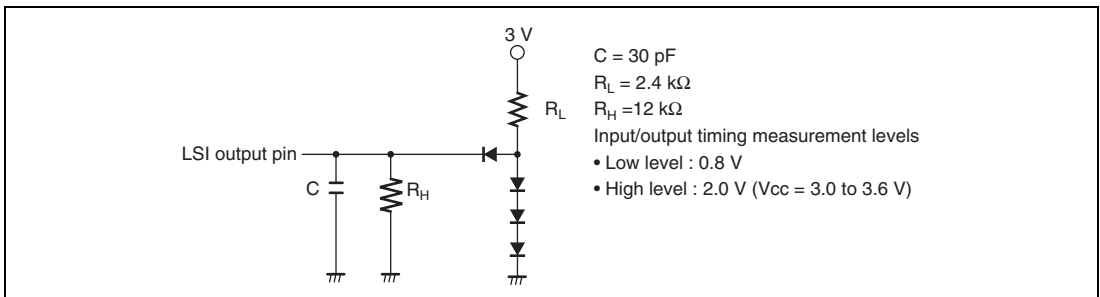 3 V
R_L
LSI output pin
C
R_H
C = 30 pF
R_L = 2.4 kΩ
R_H =12 kΩ
Input/output timing measurement levels
• Low level : 0.8 V
• High level : 2.0 V (Vcc = 3.0 to 3.6 V)